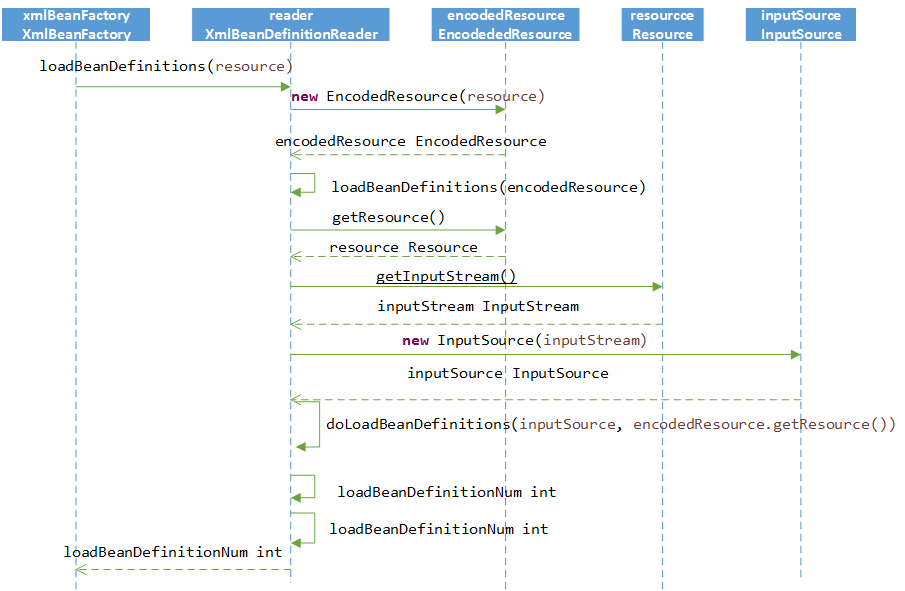 xmlBeanFactory
XmlBeanFactory
reader
XmlBeanDefinitionReader
encodedResource
EncodededResource
resourcce
Resource
inputSource
InputSource
loadBeanDefinitions(resource)
new EncodedResource(resource)
encodedResource EncodedResource
loadBeanDefinitions(encodedResource)
getResource()
resource Resource
getInputStream()
inputStream InputStream
new InputSource(inputStream)
inputSource InputSource
doLoadBeanDefinitions(inputSource, encodedResource.getResource())
loadBeanDefinitionNum int
loadBeanDefinitionNum int
loadBeanDefinitionNum int